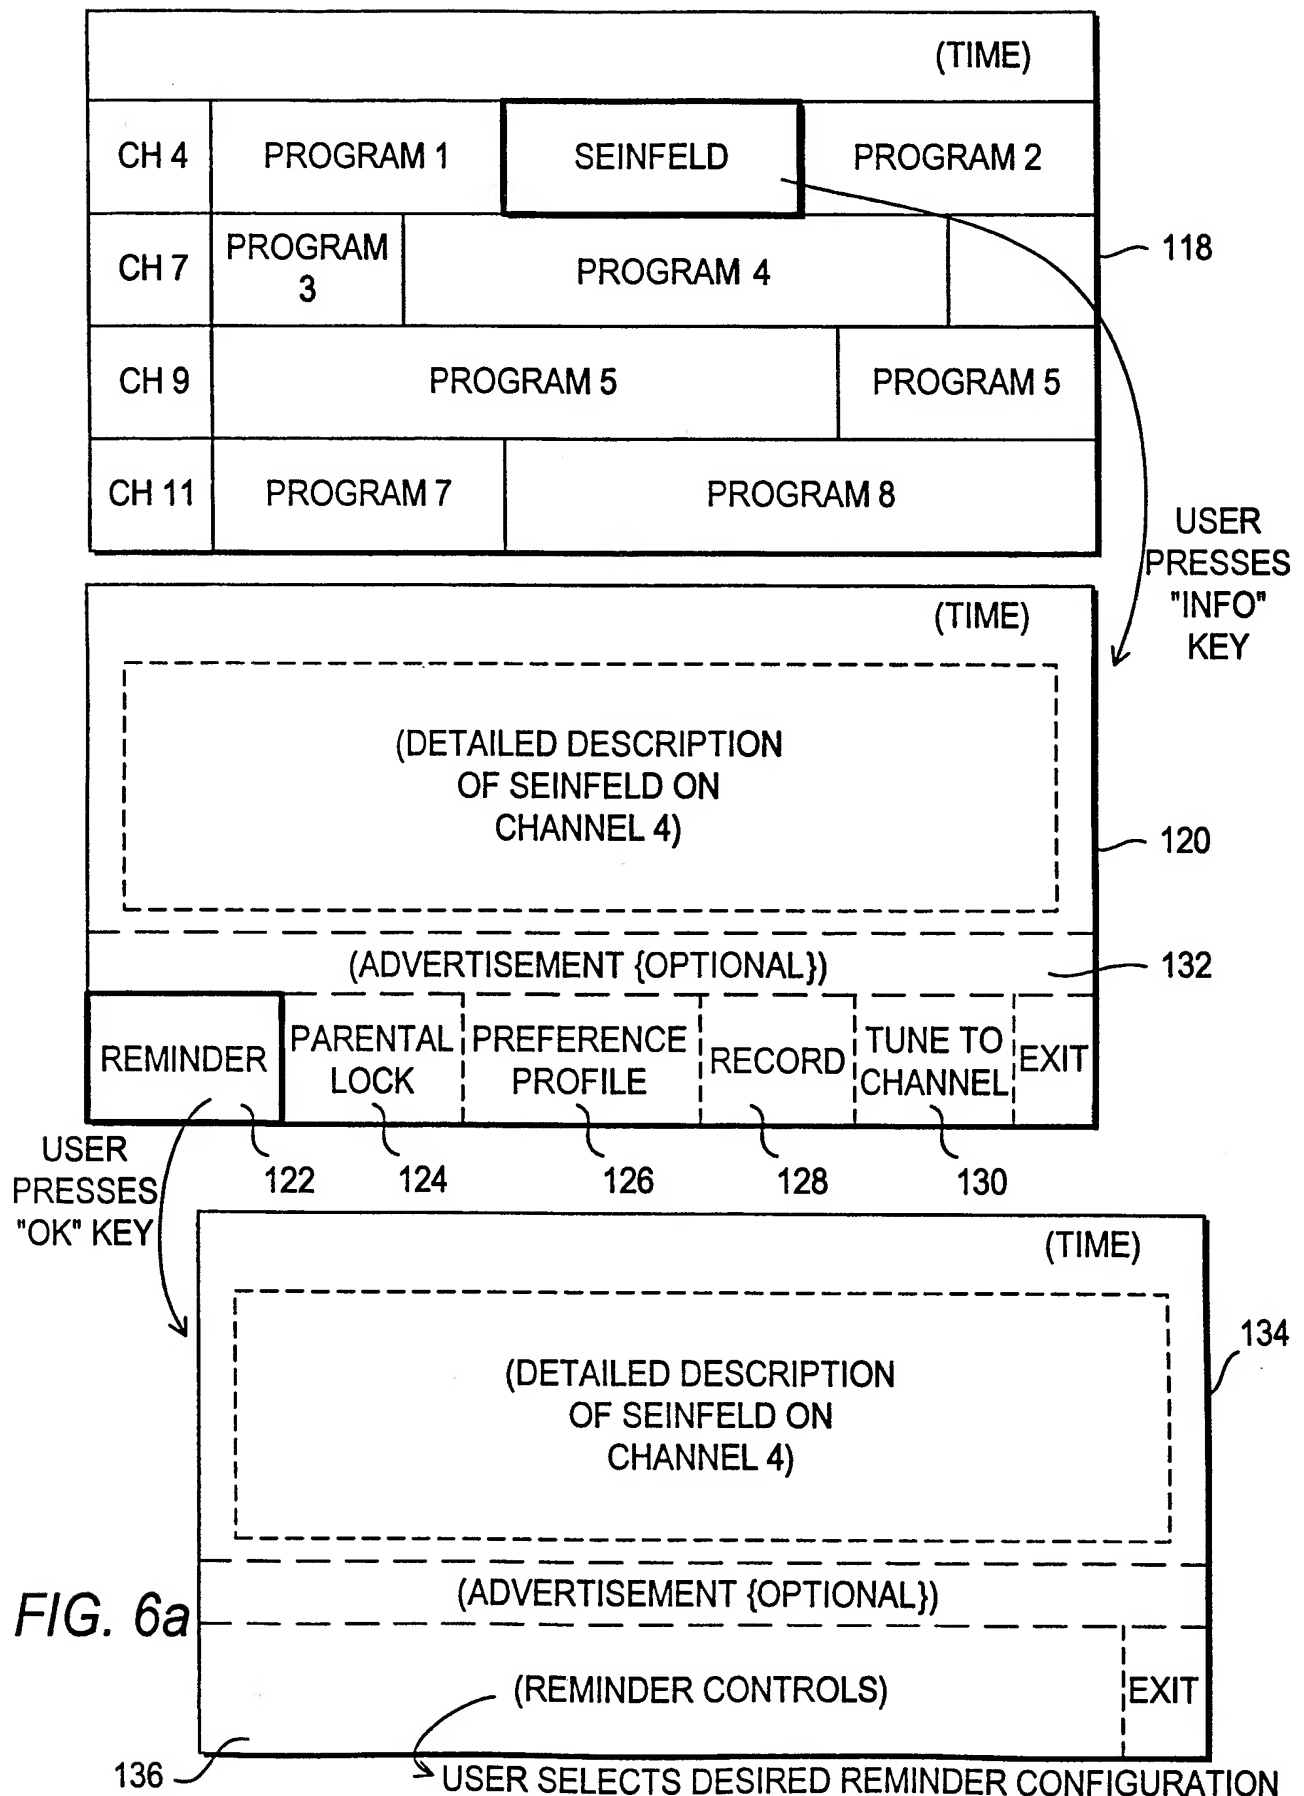 (TIME)
CH 4 PROGRAM 1 SEINFELD PROGRAM 2
CH 7 PROGRAM 3 PROGRAM 4
118
CH 9 PROGRAM 5 PROGRAM 5
CH 11 PROGRAM 7 PROGRAM 8
USER
PRESSES
"INFO"
KEY
(TIME)
(DETAILED DESCRIPTION
OF SEINFELD ON
CHANNEL 4)
120
(ADVERTISEMENT {OPTIONAL})
132
REMINDER
PARENTAL
LOCK
PREFERENCE
PROFILE
RECORD
TUNE TO
CHANNEL
EXIT
122 124 126 128 130
USER
PRESSES
"OK" KEY
(TIME)
134
(DETAILED DESCRIPTION
OF SEINFELD ON
CHANNEL 4)
(ADVERTISEMENT {OPTIONAL})
FIG. 6a
(REMINDER CONTROLS) EXIT
136
USER SELECTS DESIRED REMINDER CONFIGURATION